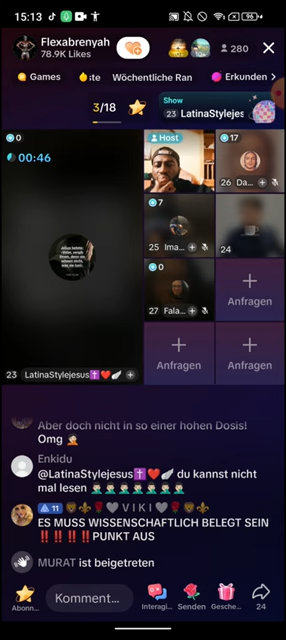 15:13
96
Flexabrenyah
78.9K Likes
280
Games
ste
Wöchentliche Ran
Erkunden
3/18
Show
23 LatinaStylejes
0
00:46
Host
17
26 Da...
7
25 Ima...
24
0
27 Fala...
Anfragen
Anfragen
Anfragen
23 LatinaStylejesus✝️❤️🪽
Aber doch nicht in so einer hohen Dosis!
Omg 🤦🏻
Enkidu
@LatinaStylejesus✝️❤️🪽 du kannst nicht
mal lesen 🤦🏻‍♂️🤦🏻‍♂️🤦🏻‍♂️🤦🏻‍♂️🤦🏻‍♂️🤦🏻‍♂️
11 🦁⚜️🌹🩶 V I K I 🩶🌹🦁⚜️
ES MUSS WISSENSCHAFTLICH BELEGT SEIN
‼️‼️‼️‼️PUNKT AUS
MURAT ist beigetreten
Abonn...
Kommen...
Interagi...
Senden
Gesche...
24